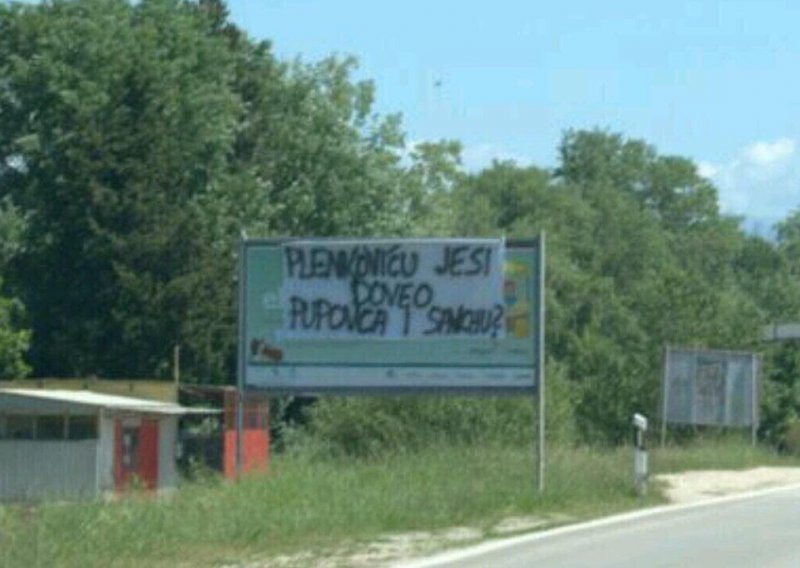 PLENKOVIĆU JESI
DOVEO
PUPOVCA I SANCHU?